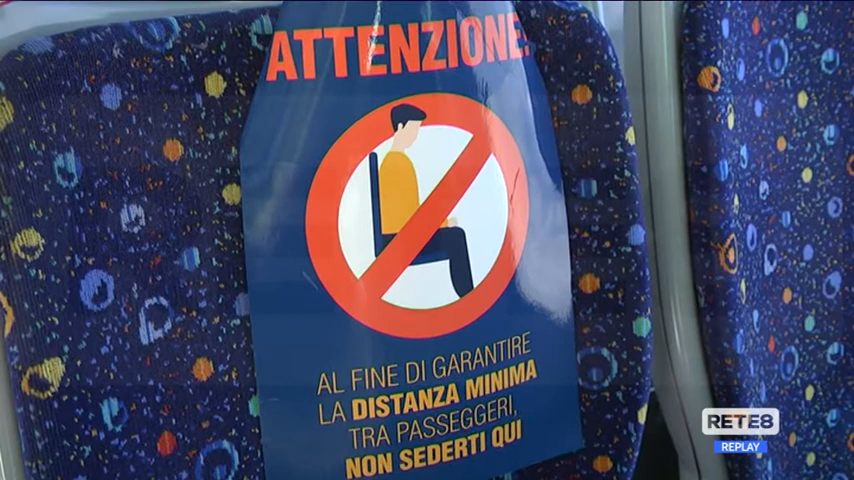 ATTENZIONE!
AL FINE DI GARANTIRE
LA DISTANZA MINIMA
TRA PASSEGGERI,
NON SEDERTI QUI
RETE8
REPLAY